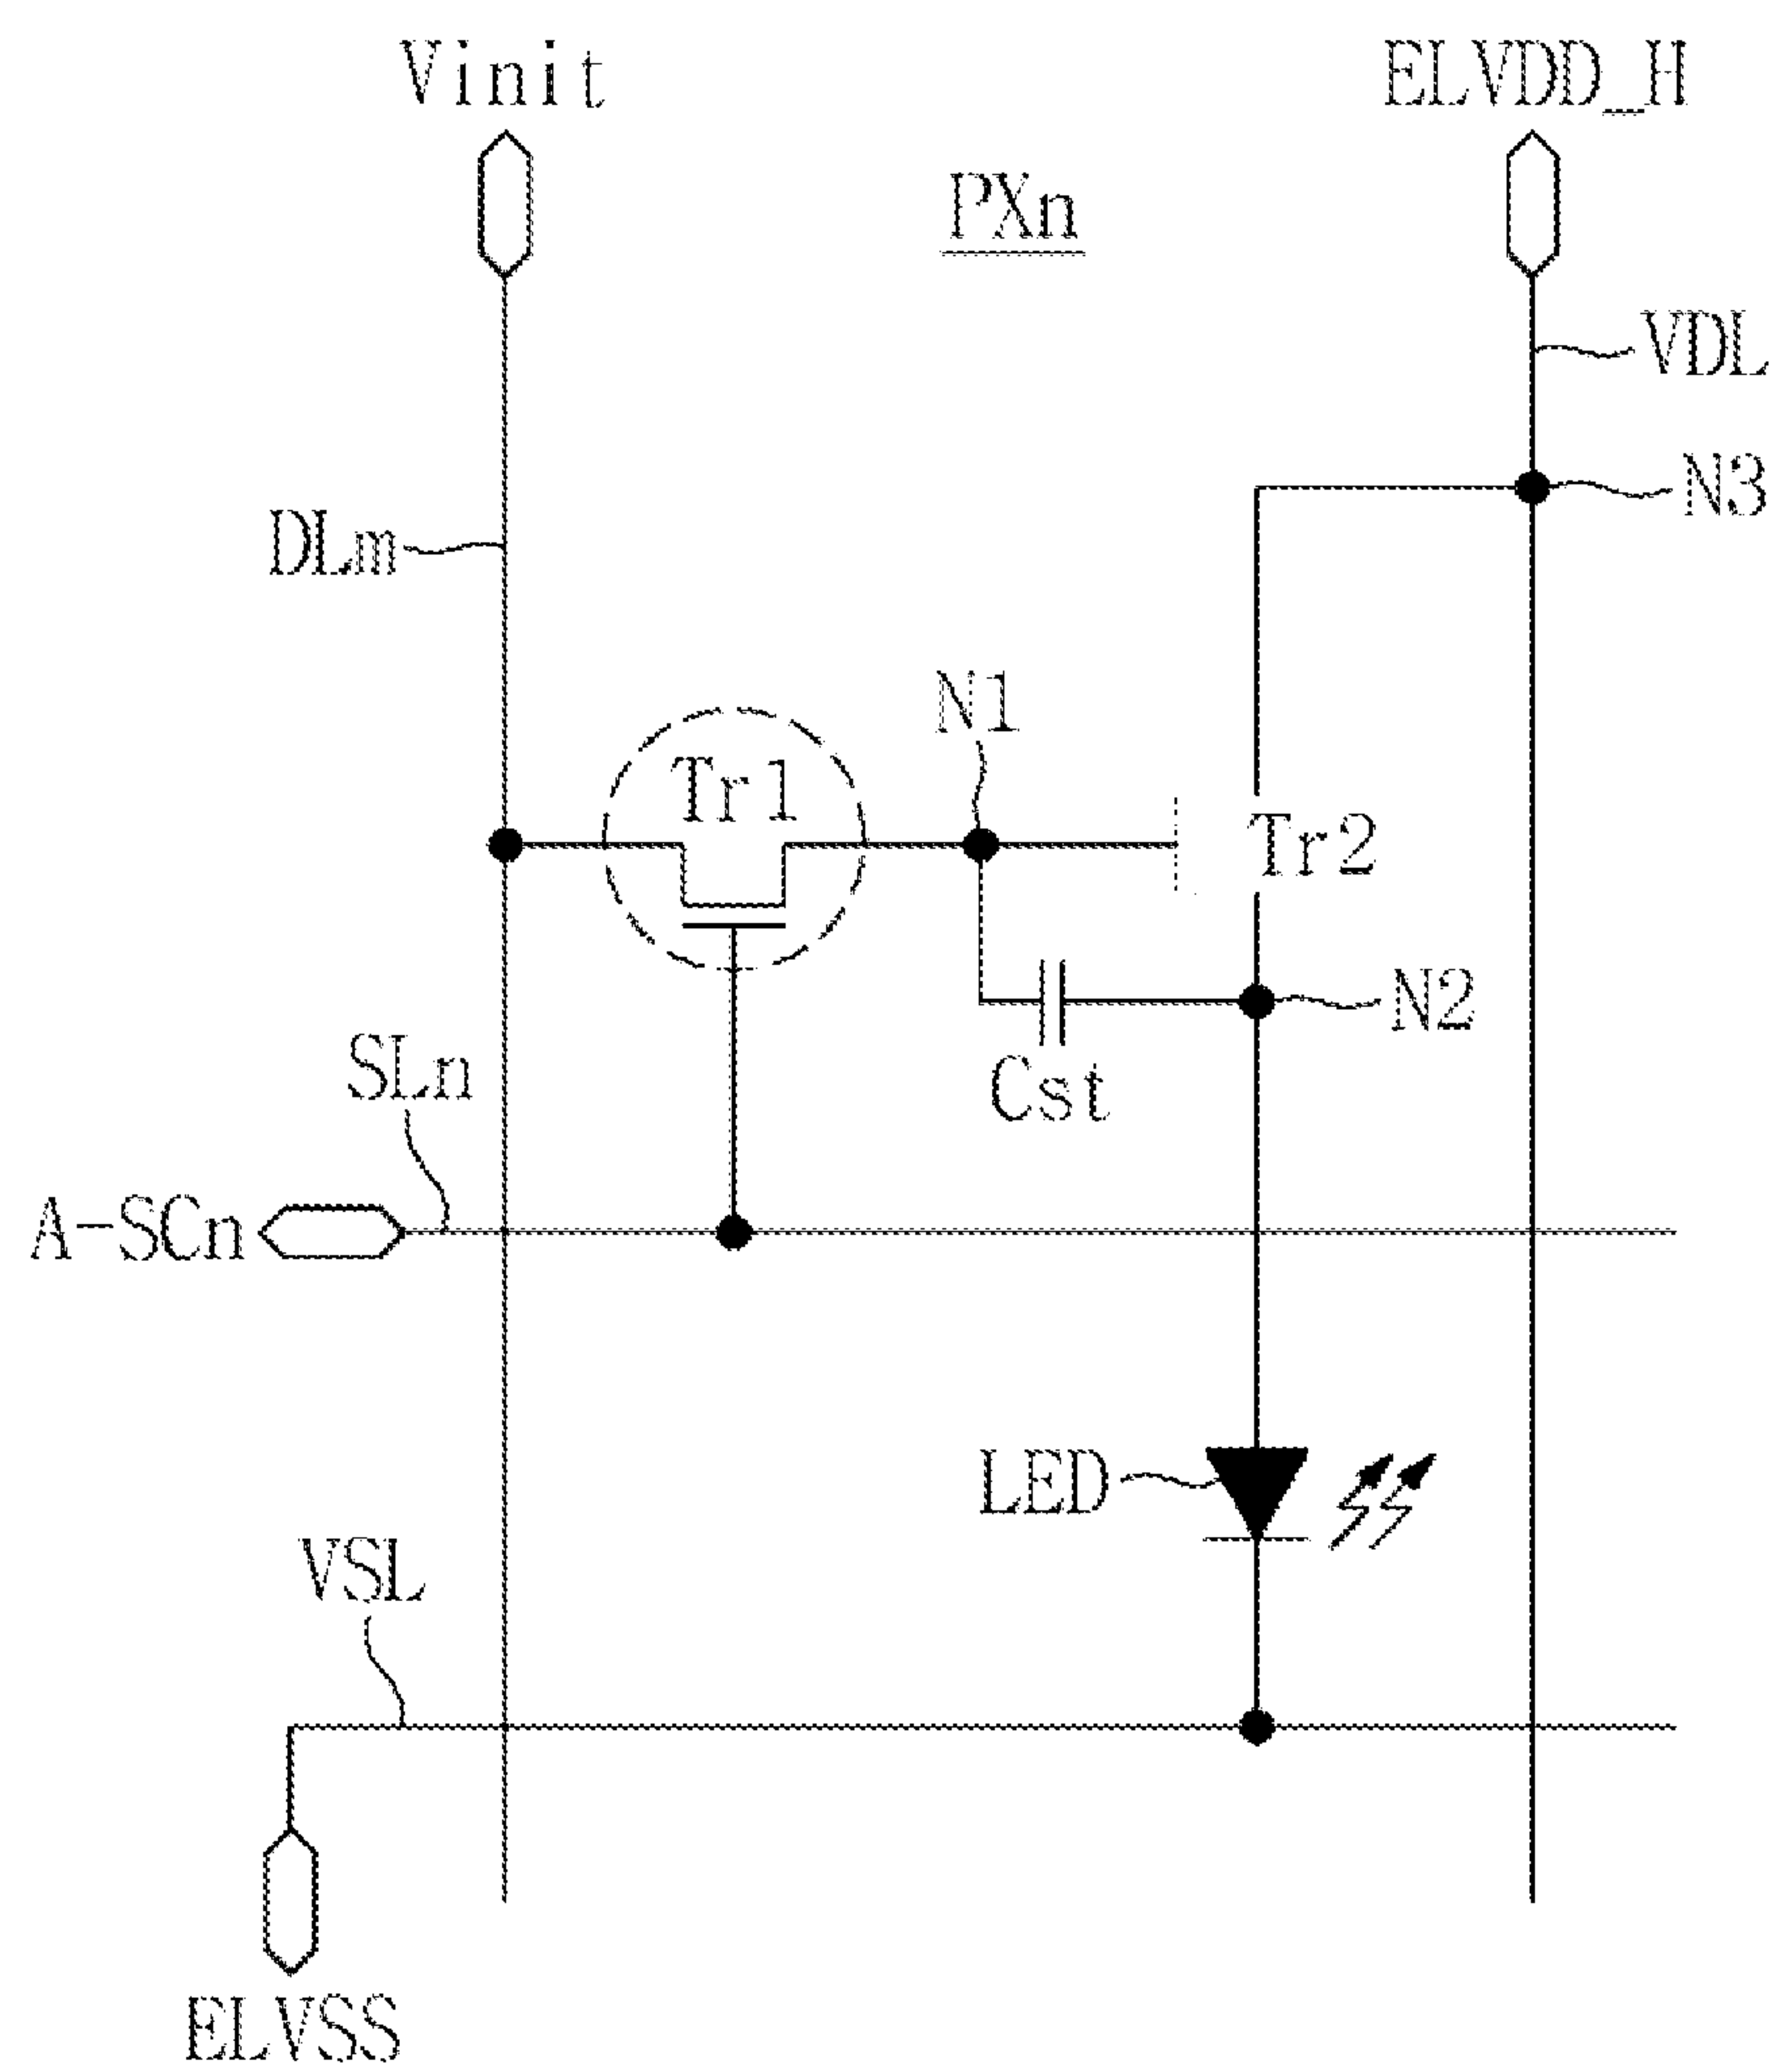 Vinit
ELVDD_H
PXn
VDL
N3
DLm
N1
Tr1
Tr2
N2
SLn
Cst
A-SCn
LED
VSL
ELVSS